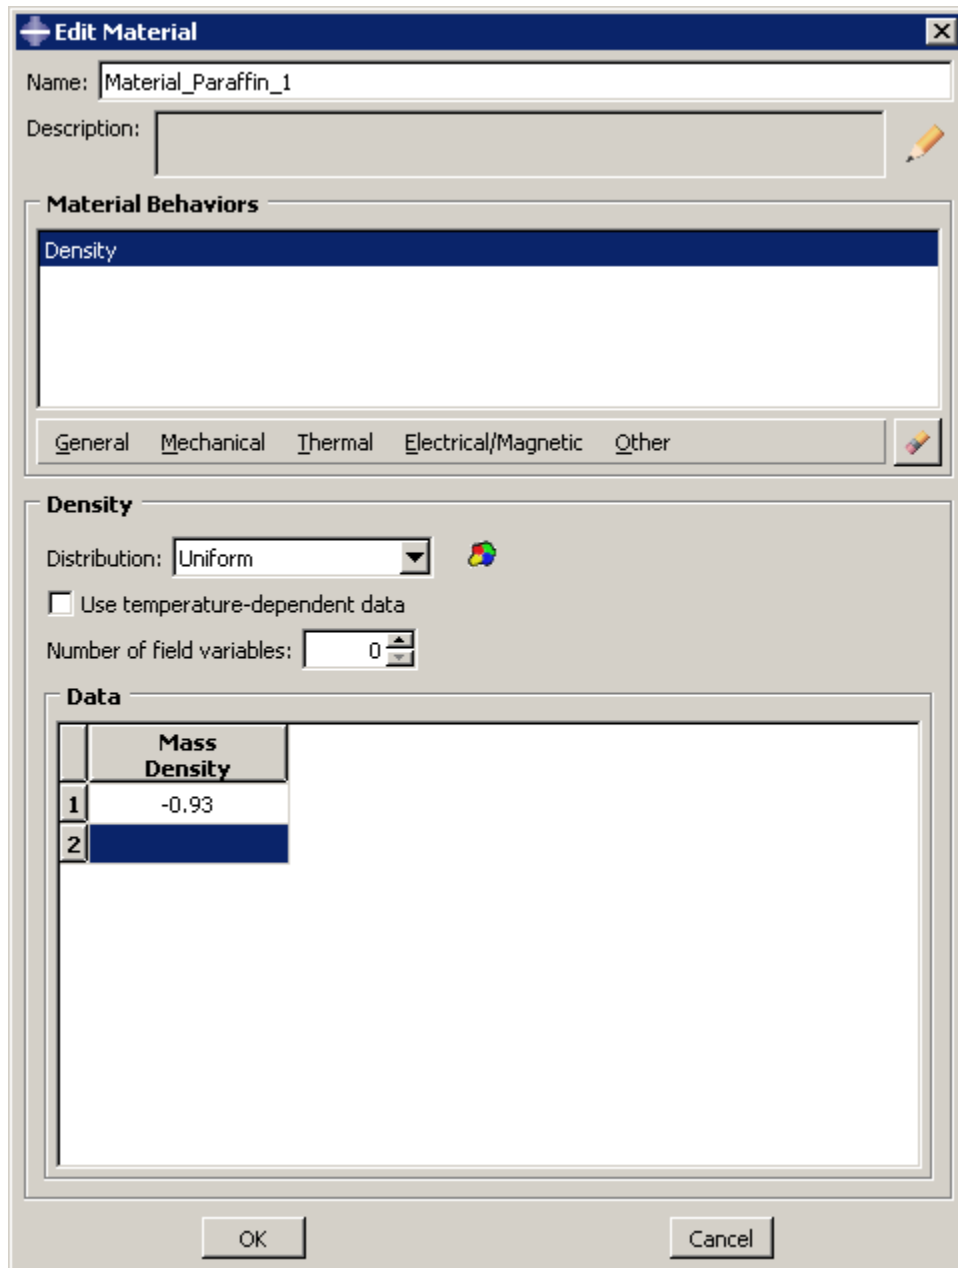 Edit Material
Name: Material_Paraffin_1
Description:
Material Behaviors
Density
General Mechanical Thermal Electrical/Magnetic Other
Density
Distribution: Uniform
Use temperature-dependent data
Number of field variables: 0
Data
Mass
Density
1 -0.93
2
OK Cancel